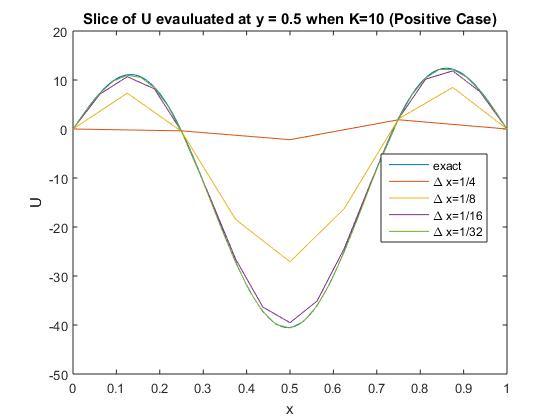 Slice of U evauluated at y = 0.5 when K=10 (Positive Case)
20
10
0
-10
-20
-30
-40
-50
U
exact
Δ x=1/4
Δ x=1/8
Δ x=1/16
Δ x=1/32
0 0.1 0.2 0.3 0.4 0.5 0.6 0.7 0.8 0.9 1
x